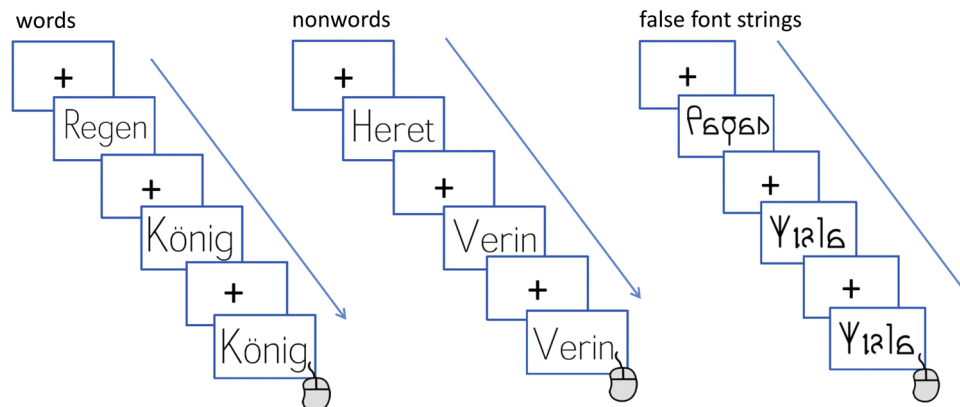 words
+
Regen
+
König
+
König
nonwords
+
Heret
+
Verin
+
Verin
false font strings
+
+
+